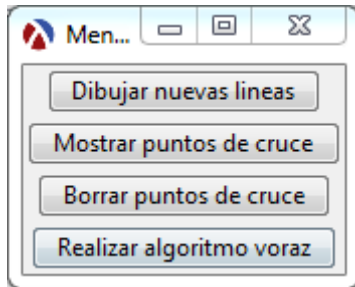 Men...
Dibujar nuevas lineas
Mostrar puntos de cruce
Borrar puntos de cruce
Realizar algoritmo voraz